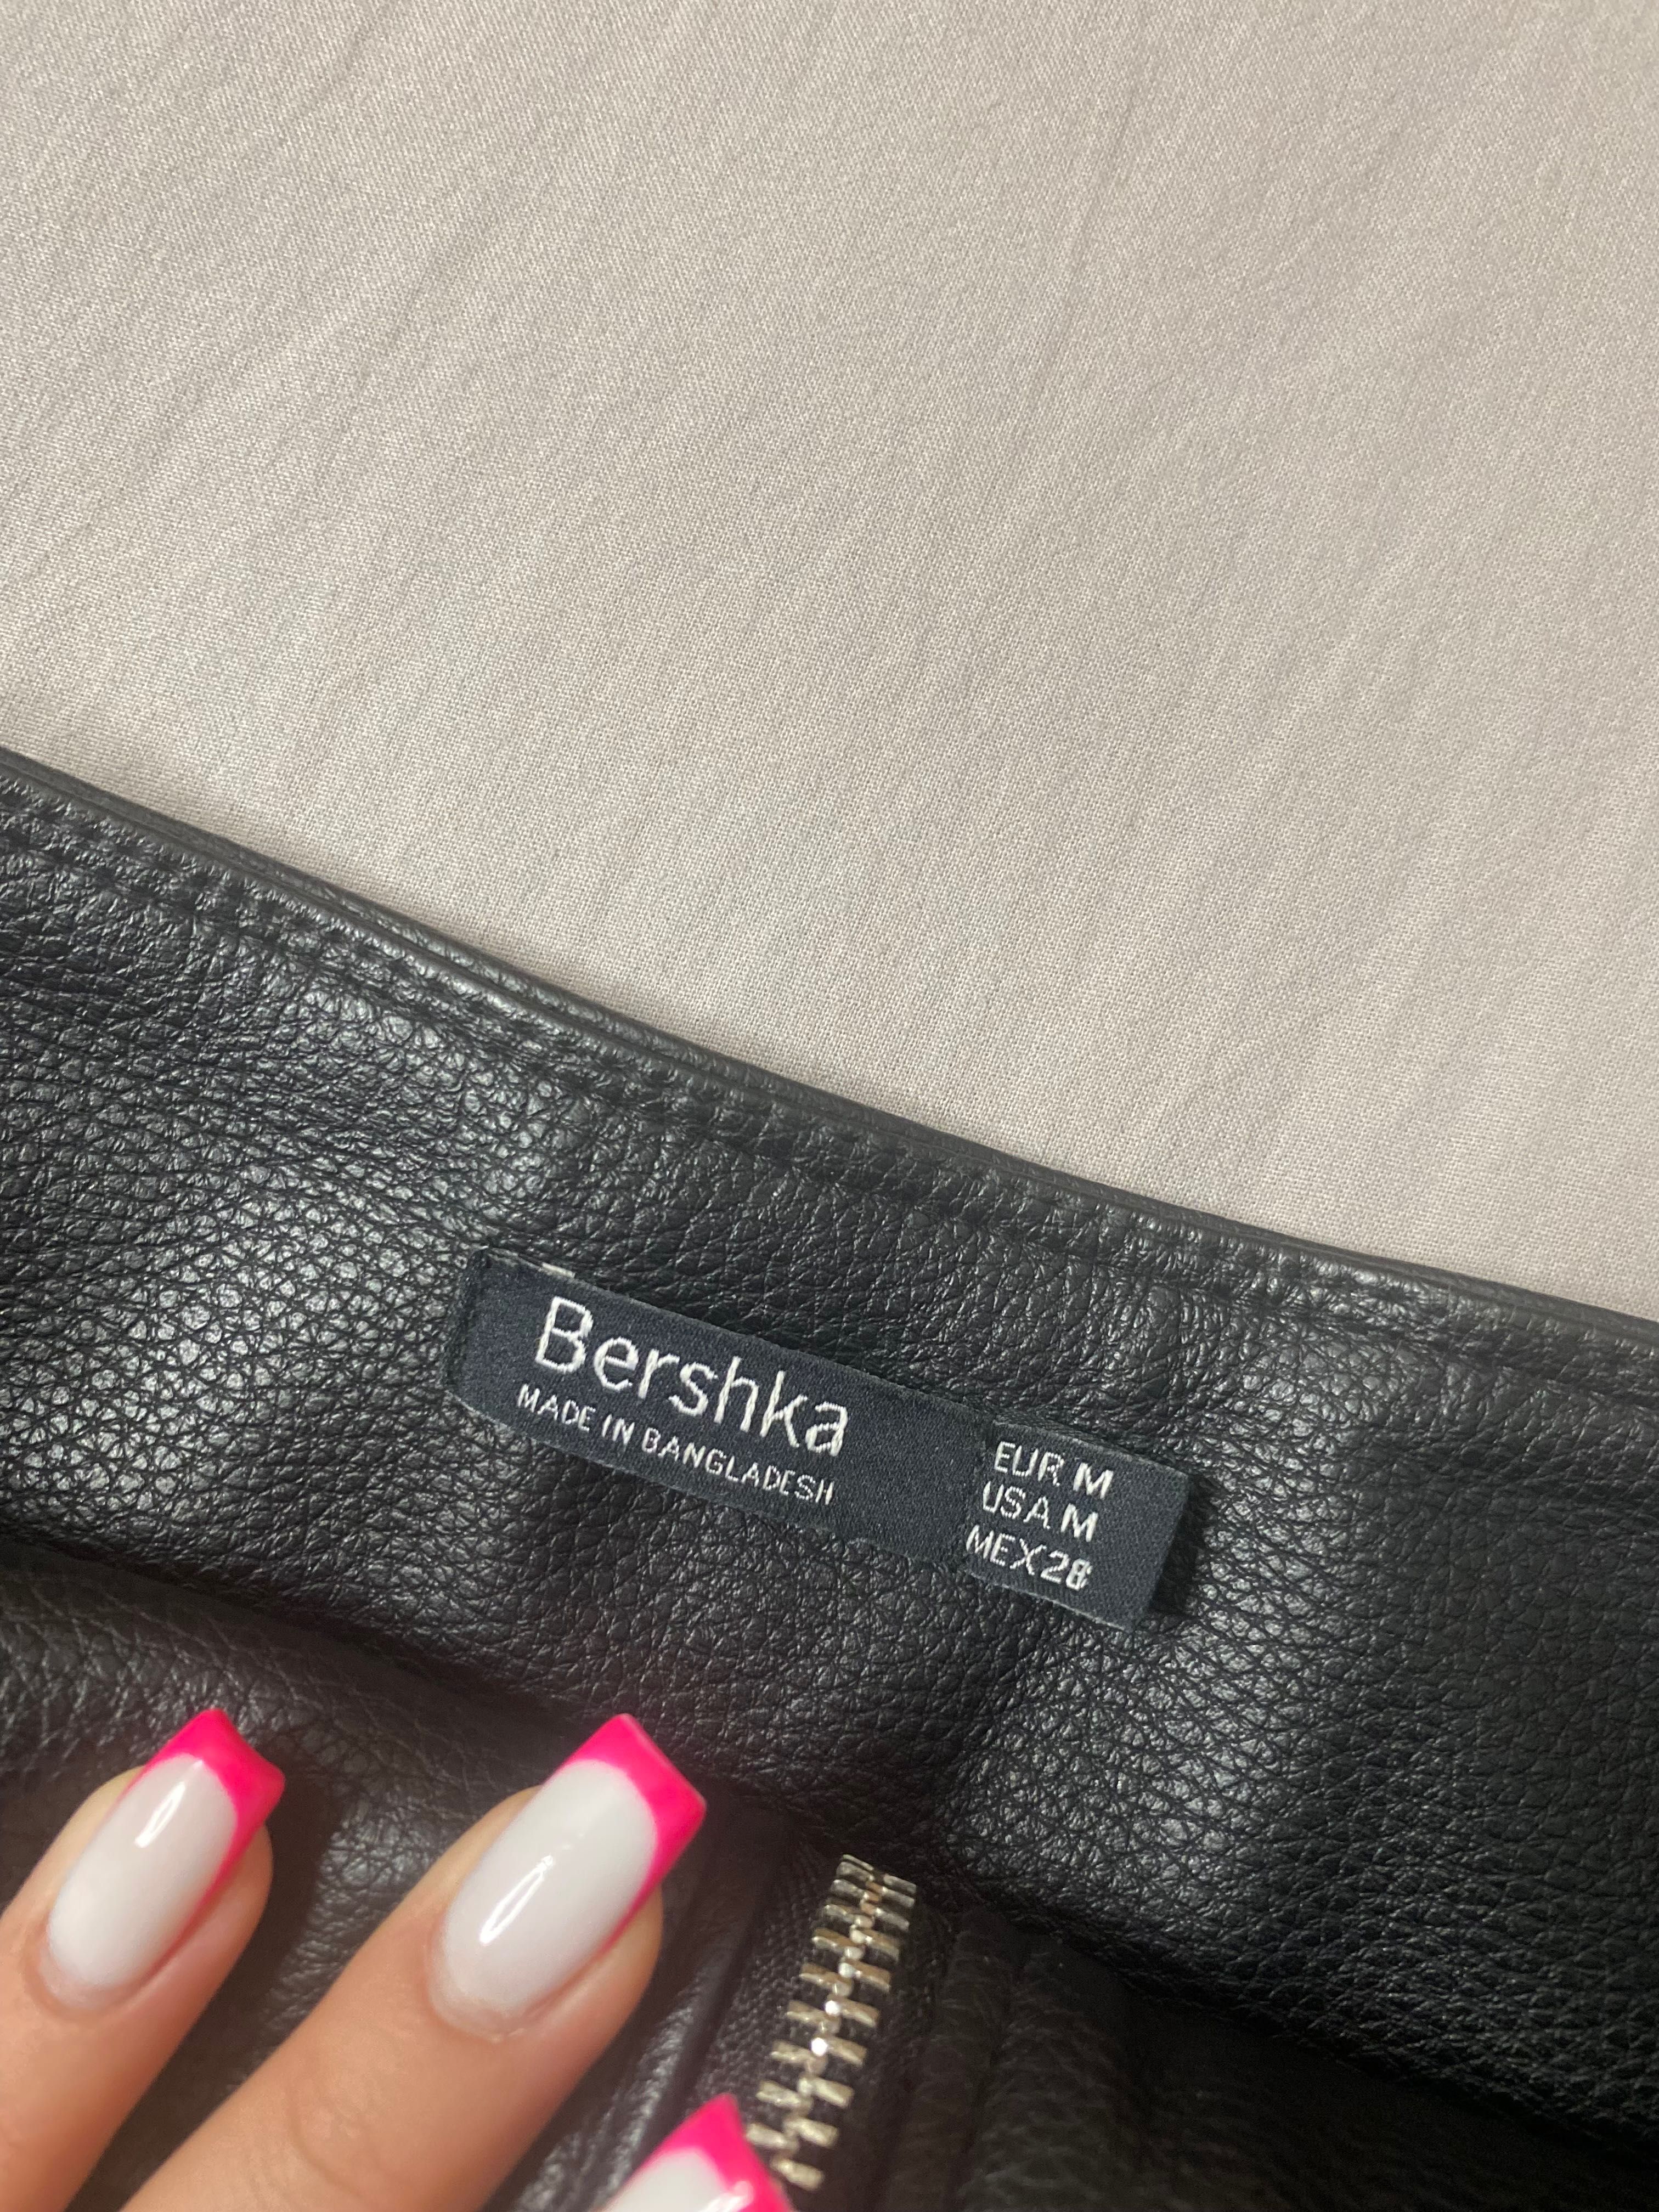 Bershka
MADE IN BANGLADESH
EUR M
USA M
MEX 28